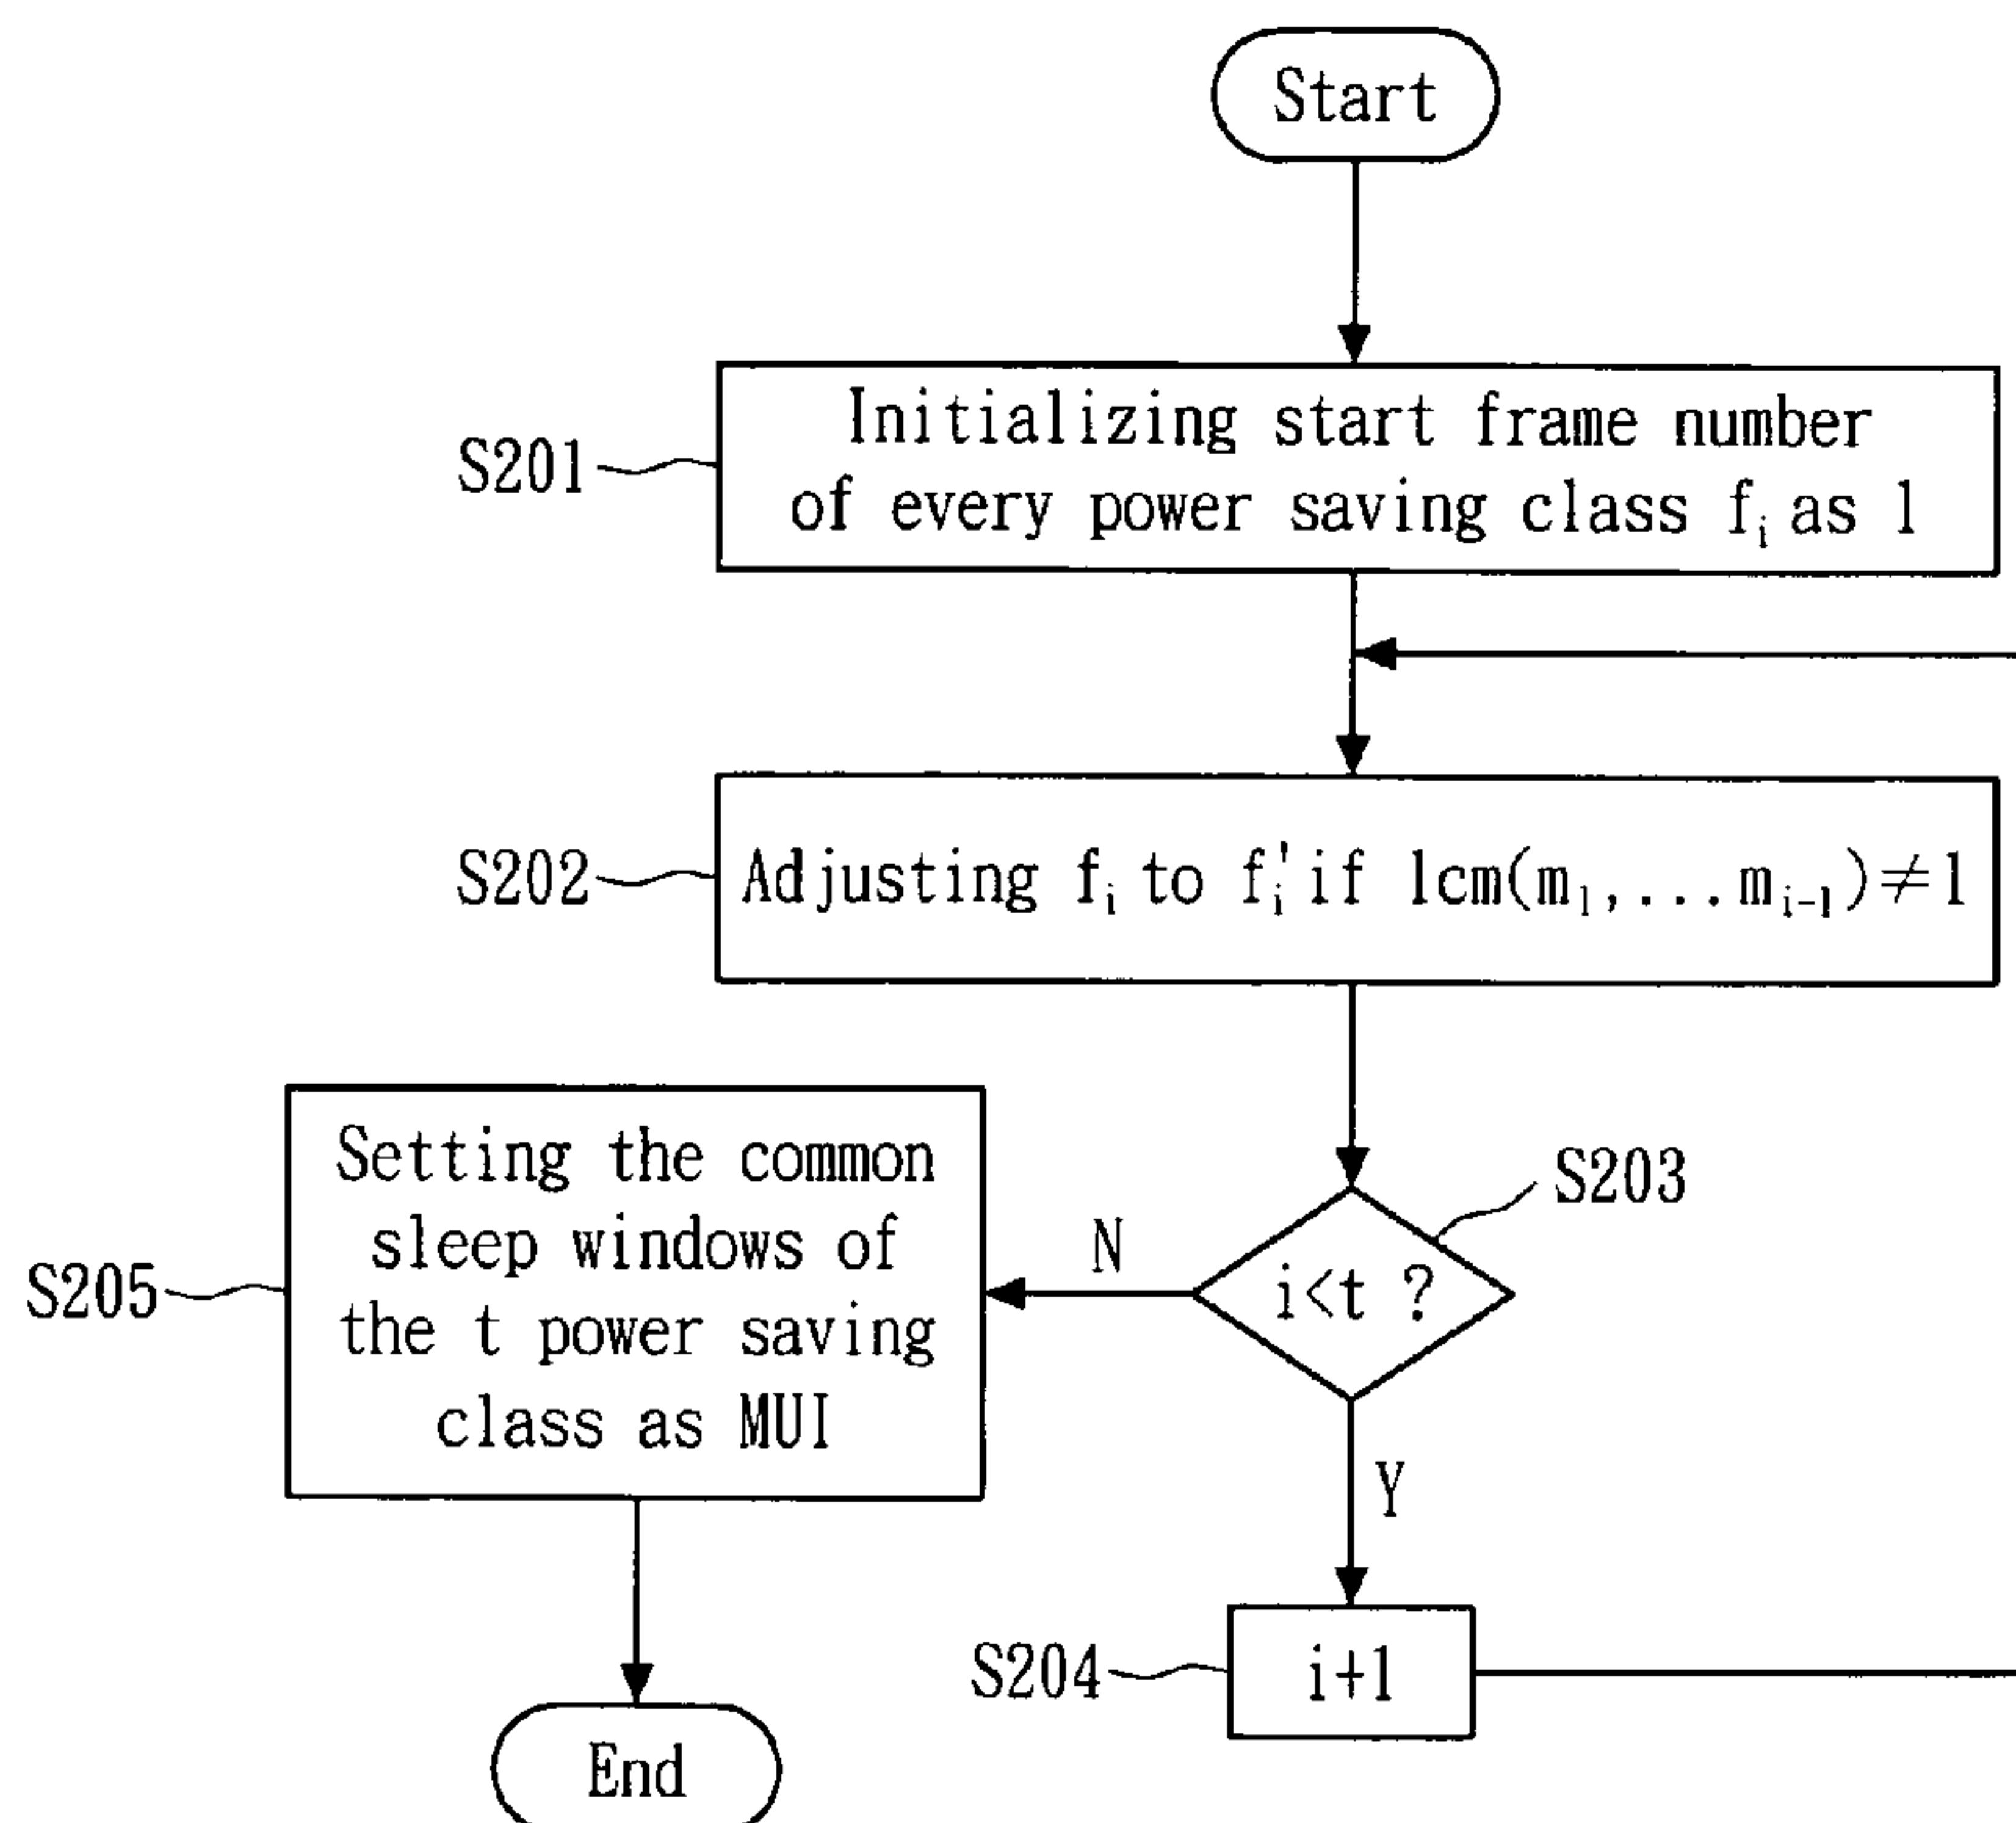 Start
S201
Initializing start frame number
of every power saving class fᵢ as 1
S202
Adjusting fᵢ to fᵢ' if lcm(m₁,...mᵢ₋₁)≠1
S203
i<t ?
N
Y
S205
Setting the common
sleep windows of
the t power saving
class as MUI
S204
i+1
End